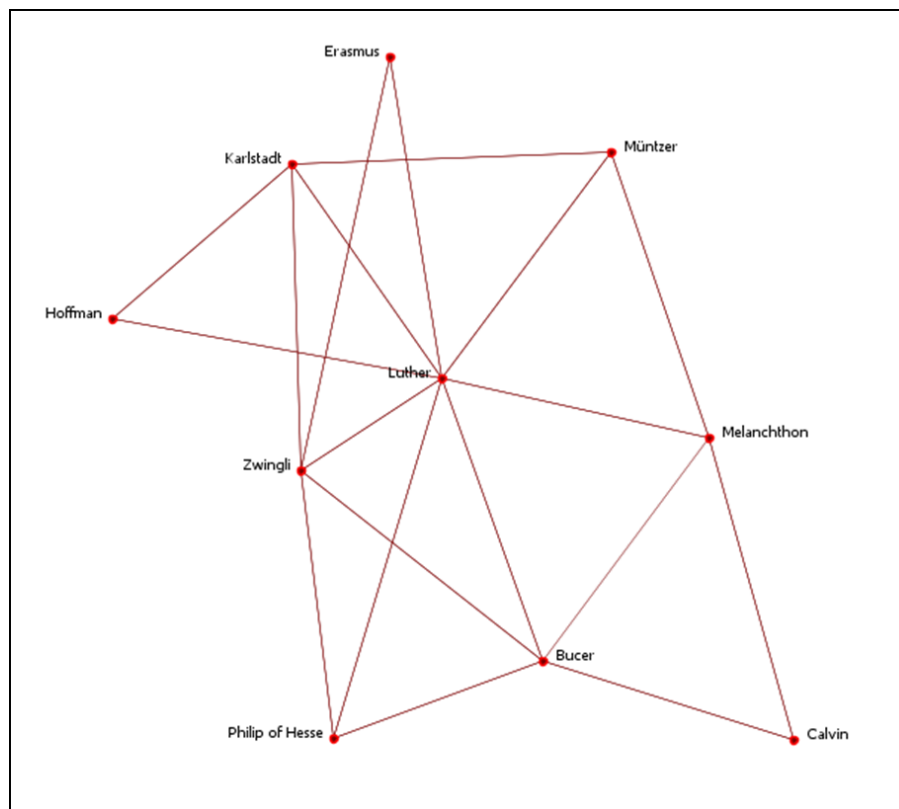 Erasmus
Müntzer
Karlstadt
Hoffman
Luther
Melanchthon
Zwingli
Bucer
Philip of Hesse
Calvin